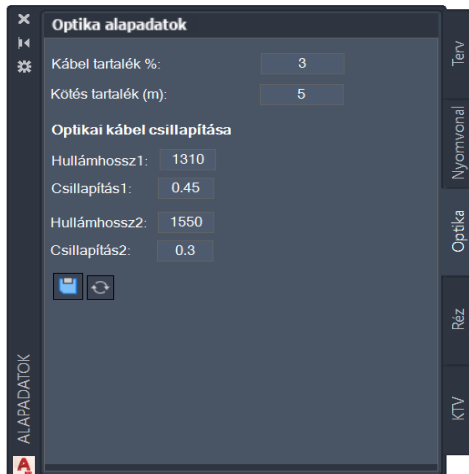 Optika alapadatok
Kábel tartalék %: 3
Kötés tartalék (m): 5
Optikai kábel csillapítása
Hullámhossz1: 1310
Csillapítás1: 0.45
Hullámhossz2: 1550
Csillapítás2: 0.3
Terv
Nyomvonal
Optika
Réz
KTV
ALAPADATOK
A